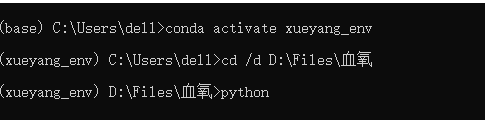 (base) C:\Users\dell>conda activate xueyang_env
(xueyang_env) C:\Users\dell>cd /d D:\Files\血氧
(xueyang_env) D:\Files\血氧>python